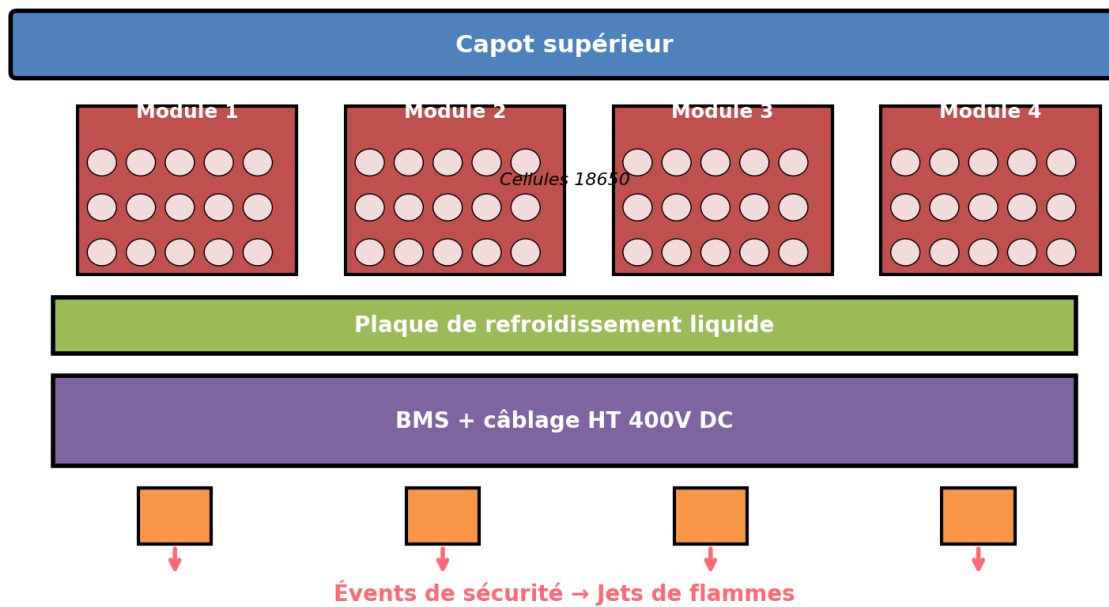 Capot supérieur
Module 1
Module 2
Module 3
Module 4
Cellules 18650
Plaque de refroidissement liquide
BMS + câblage HT 400V DC
Évents de sécurité → Jets de flammes